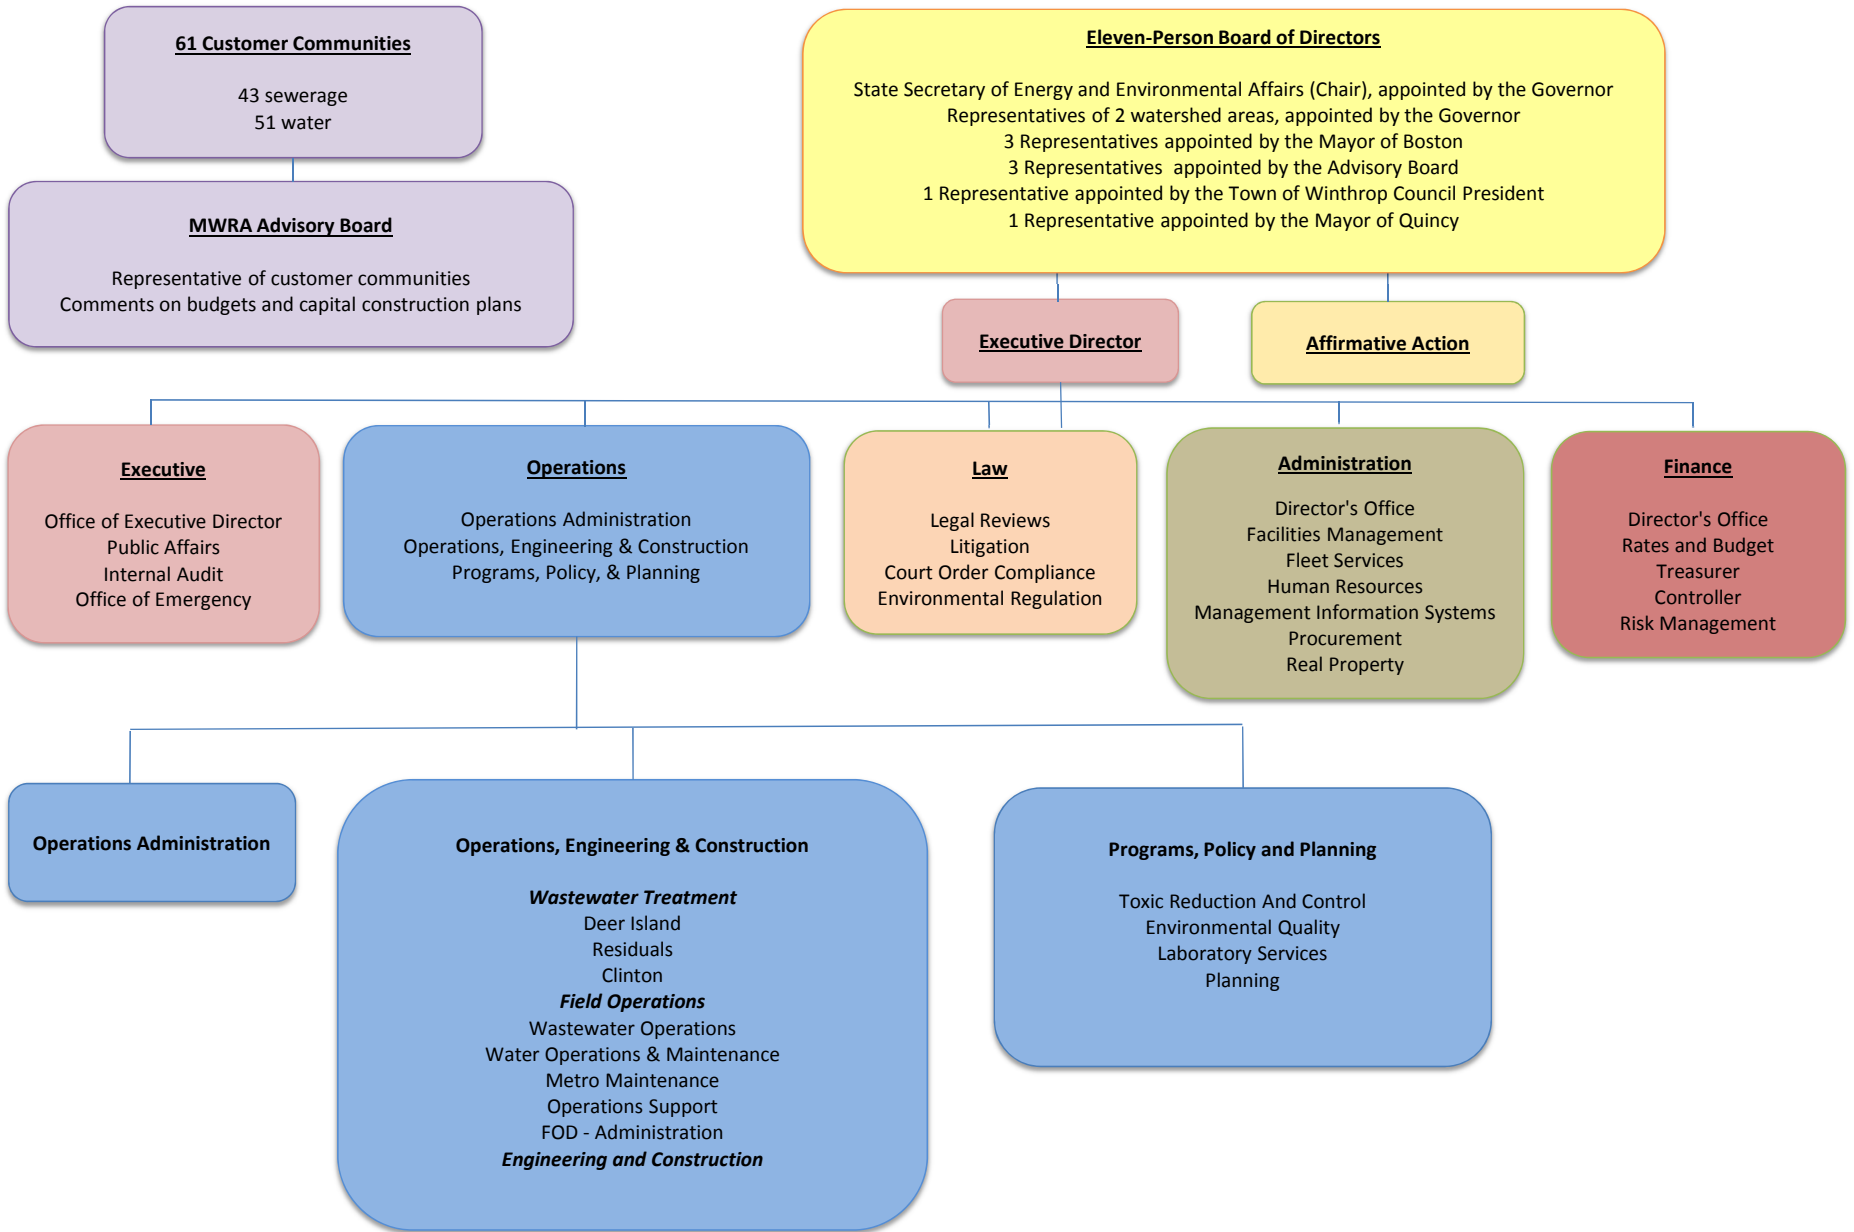 61 Customer Communities
43 sewerage
51 water
MWRA Advisory Board
Representative of customer communities
Comments on budgets and capital construction plans
Eleven-Person Board of Directors
State Secretary of Energy and Environmental Affairs (Chair), appointed by the Governor
Representatives of 2 watershed areas, appointed by the Governor
3 Representatives appointed by the Mayor of Boston
3 Representatives  appointed by the Advisory Board
1 Representative appointed by the Town of Winthrop Council President
1 Representative appointed by the Mayor of Quincy
Executive Director
Affirmative Action
Executive
Office of Executive Director
Public Affairs
Internal Audit
Office of Emergency
Operations
Operations Administration
Operations, Engineering & Construction
Programs, Policy, & Planning
Law
Legal Reviews
Litigation
Court Order Compliance
Environmental Regulation
Administration
Director's Office
Facilities Management
Fleet Services
Human Resources
Management Information Systems
Procurement
Real Property
Finance
Director's Office
Rates and Budget
Treasurer
Controller
Risk Management
Operations Administration
Operations, Engineering & Construction
Wastewater Treatment
Deer Island
Residuals
Clinton
Field Operations
Wastewater Operations
Water Operations & Maintenance
Metro Maintenance
Operations Support
FOD - Administration
Engineering and Construction
Programs, Policy and Planning
Toxic Reduction And Control
Environmental Quality
Laboratory Services
Planning